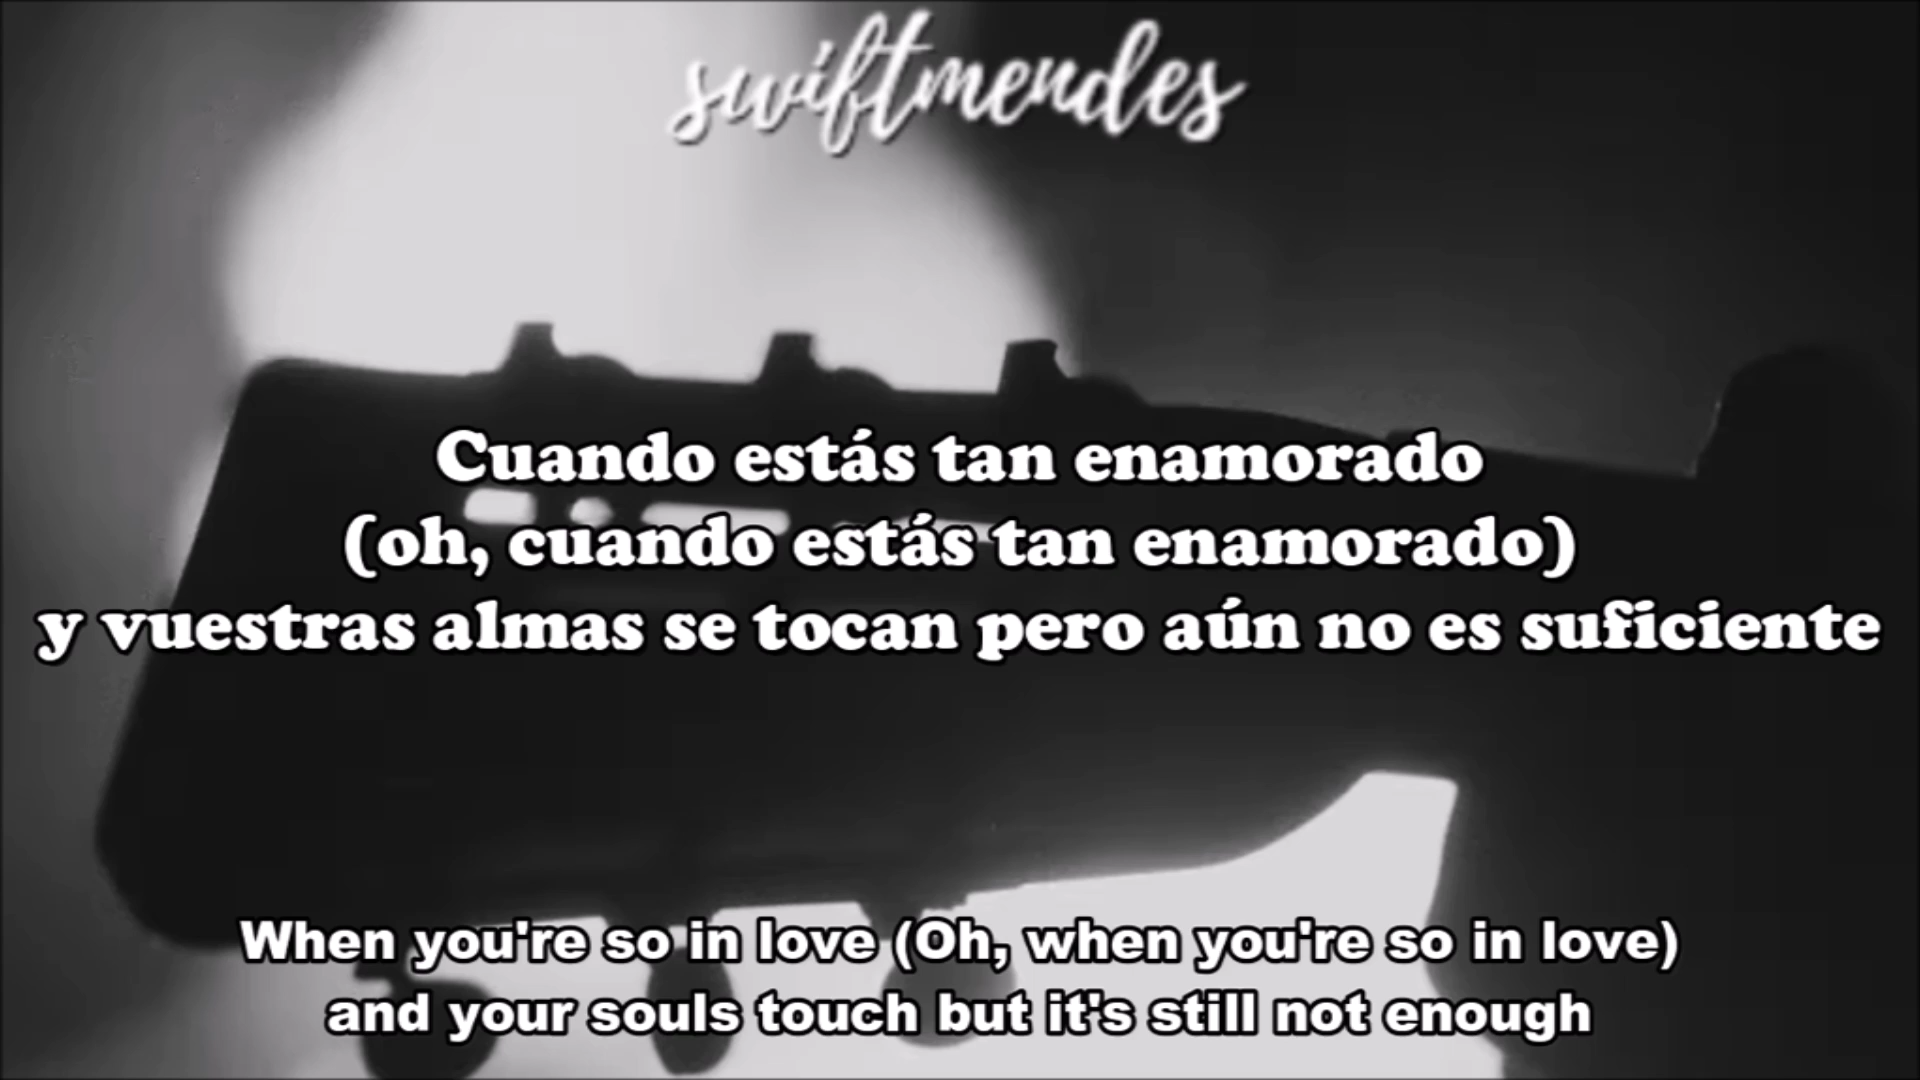 swiftmendes
Cuando estás tan enamorado
(oh, cuando estás tan enamorado)
y vuestras almas se tocan pero aún no es suficiente
When you're so in love (Oh, when you're so in love)
and your souls touch but it's still not enough